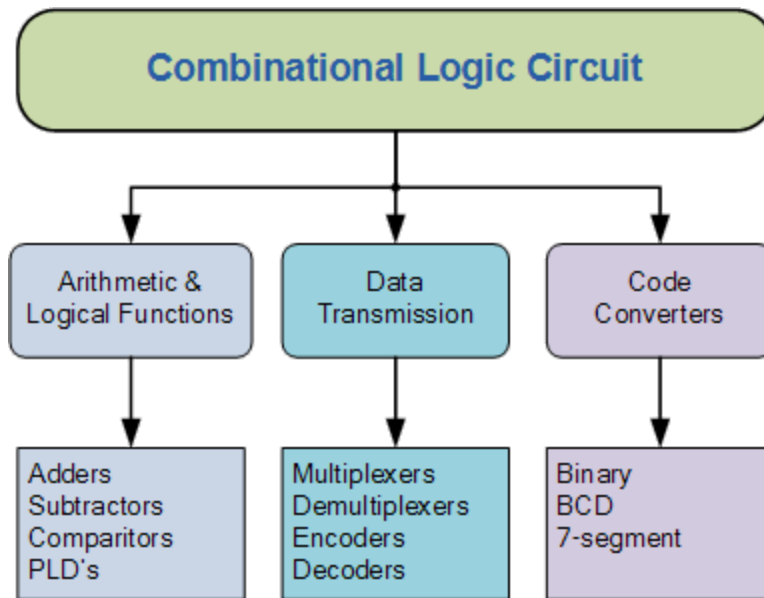 Combinational Logic Circuit
Arithmetic &
Logical Functions
Data
Transmission
Code
Converters
Adders
Subtractors
Comparitors
PLD's
Multiplexers
Demultiplexers
Encoders
Decoders
Binary
BCD
7-segment